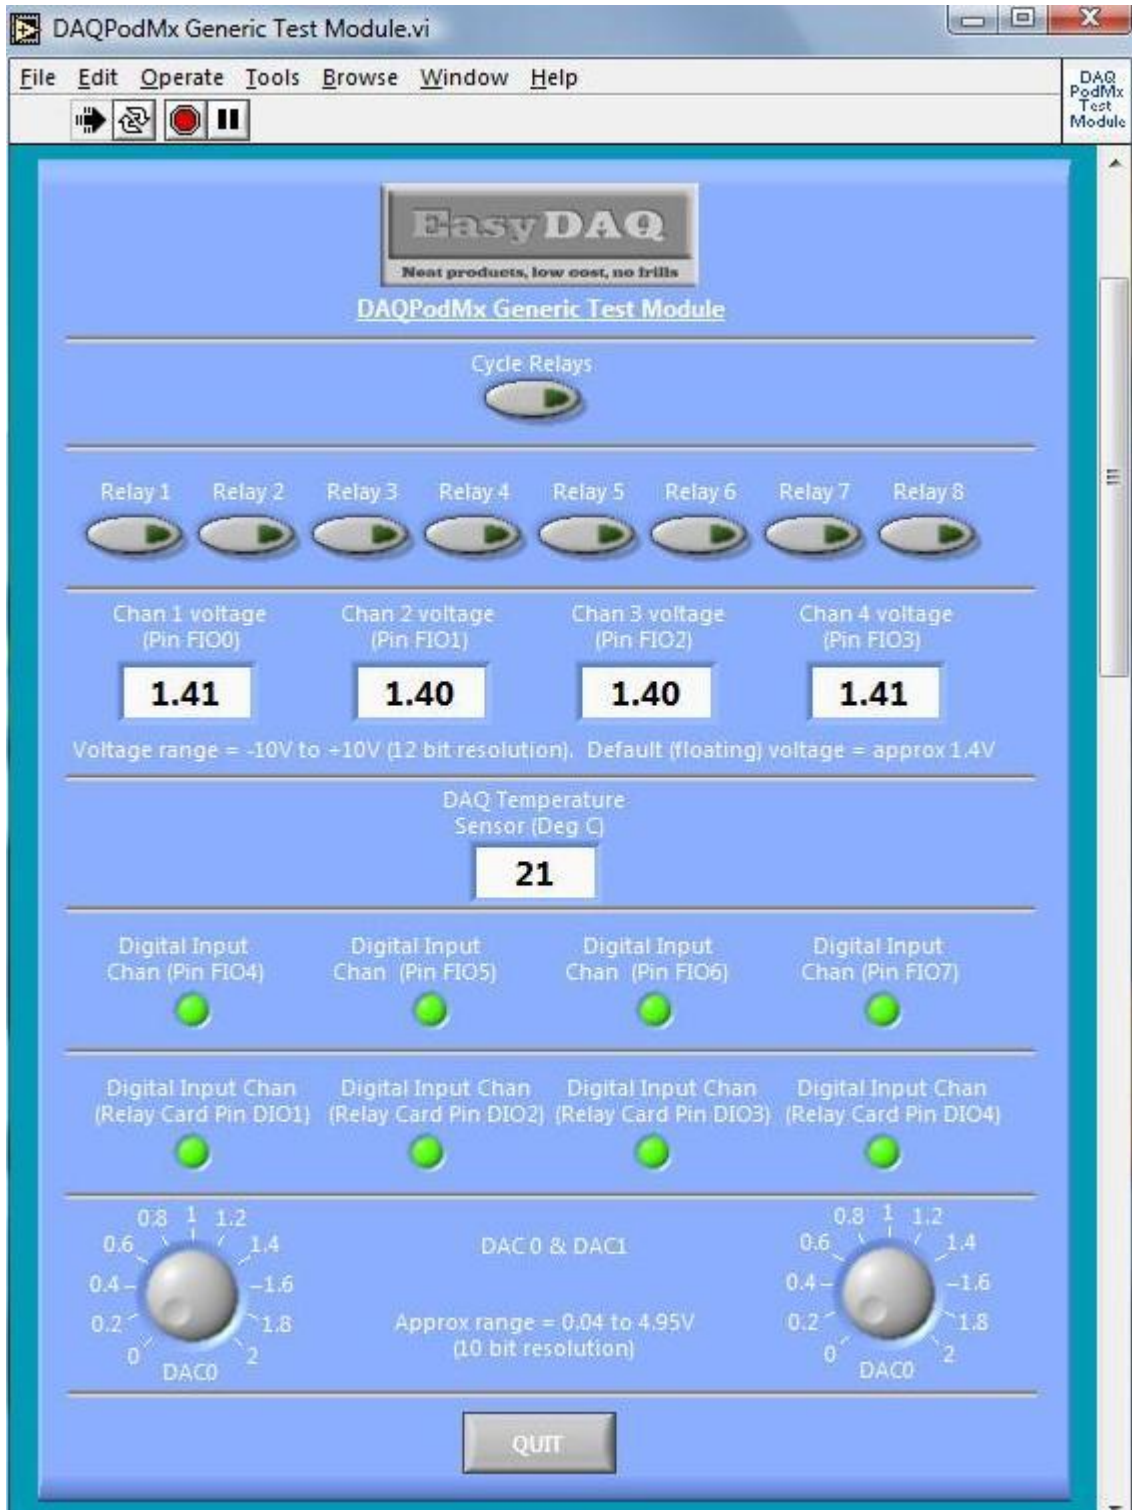 DAQPodMx Generic Test Module.vi
File Edit Operate Tools Browse Window Help
DAQ
PodMx
Test
Module
EasyDAQ
Neat products, low cost, no frills
DAQPodMx Generic Test Module
Cycle Relays
Relay 1 Relay 2 Relay 3 Relay 4 Relay 5 Relay 6 Relay 7 Relay 8
Chan 1 voltage Chan 2 voltage Chan 3 voltage Chan 4 voltage
(Pin FIO0) (Pin FIO1) (Pin FIO2) (Pin FIO3)
1.41 1.40 1.40 1.41
Voltage range = -10V to +10V (12 bit resolution). Default (floating) voltage = approx 1.4V
DAQ Temperature
Sensor (Deg C)
21
Digital Input Digital Input Digital Input Digital Input
Chan (Pin FIO4) Chan (Pin FIO5) Chan (Pin FIO6) Chan (Pin FIO7)
Digital Input Chan Digital Input Chan Digital Input Chan Digital Input Chan
(Relay Card Pin DIO1) (Relay Card Pin DIO2) (Relay Card Pin DIO3) (Relay Card Pin DIO4)
0.8 1 1.2 0.8 1 1.2
0.6 1.4 DAC 0 & DAC1 0.6 1.4
0.4 1.6 0.4 1.6
0.2 1.8 Approx range = 0.04 to 4.95V 0.2 1.8
0 2 (10 bit resolution) 0 2
DAC0 DAC0
QUIT